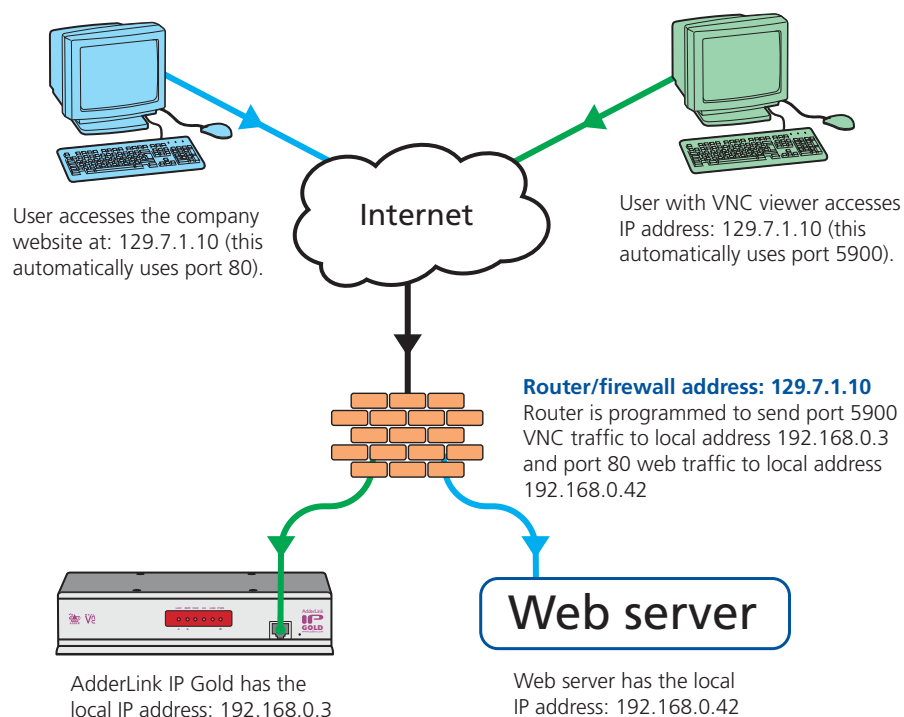 User accesses the company
website at: 129.7.1.10 (this
automatically uses port 80).
Internet
User with VNC viewer accesses
IP address: 129.7.1.10 (this
automatically uses port 5900).
Router/firewall address: 129.7.1.10
Router is programmed to send port 5900
VNC traffic to local address 192.168.0.3
and port 80 web traffic to local address
192.168.0.42
AdderLink
IP
GOLD
Web server
AdderLink IP Gold has the
local IP address: 192.168.0.3
Web server has the local
IP address: 192.168.0.42